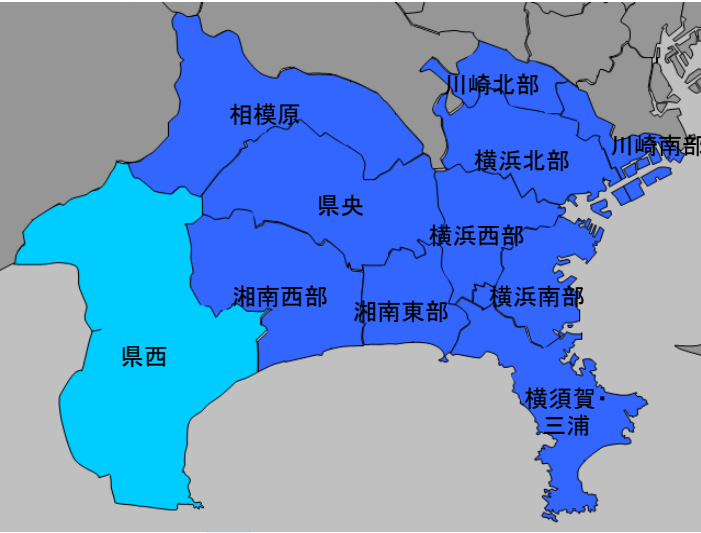 川崎北部
相模原
川崎南部
横浜北部
県央
横浜西部
湘南西部
横浜南部
湘南東部
県西
横須賀・
三浦